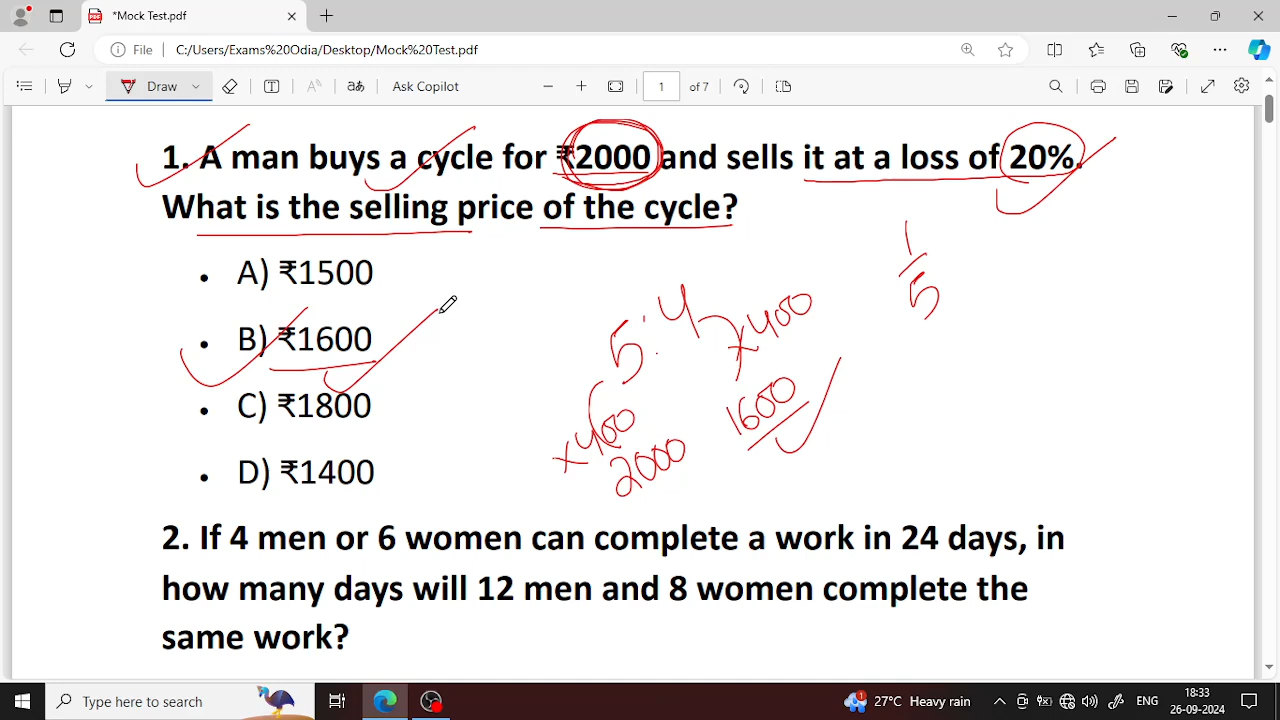 *Mock Test.pdf
File | C:/Users/Exams%20Odia/Desktop/Mock%20Test.pdf
Draw
aあ
Ask Copilot
1
of 7
1. A man buys a cycle for ₹2000 and sells it at a loss of 20%.
What is the selling price of the cycle?
• A) ₹1500
• B) ₹1600
• C) ₹1800
• D) ₹1400
1/5
5:4
×400
×400
2000
1600
2. If 4 men or 6 women can complete a work in 24 days, in
how many days will 12 men and 8 women complete the
same work?
Type here to search
1
27°C Heavy rain
ENG
18:33
26-09-2024